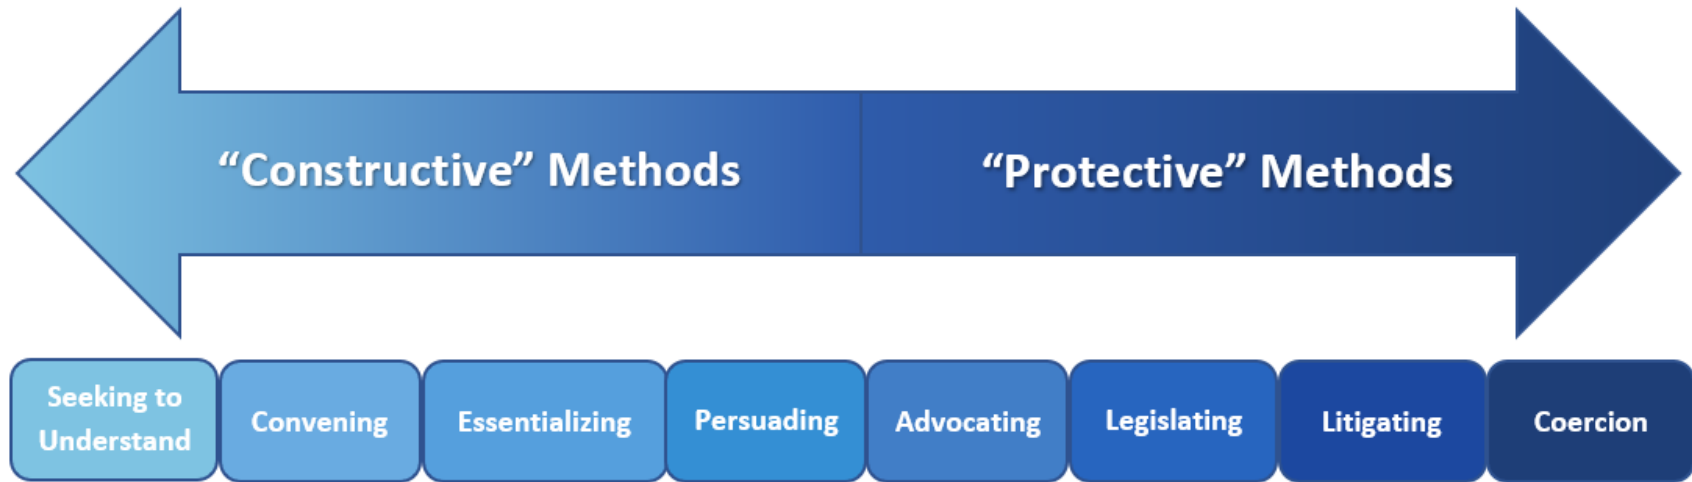 “Constructive” Methods
“Protective” Methods
Seeking to
Understand
Convening
Essentializing
Persuading
Advocating
Legislating
Litigating
Coercion